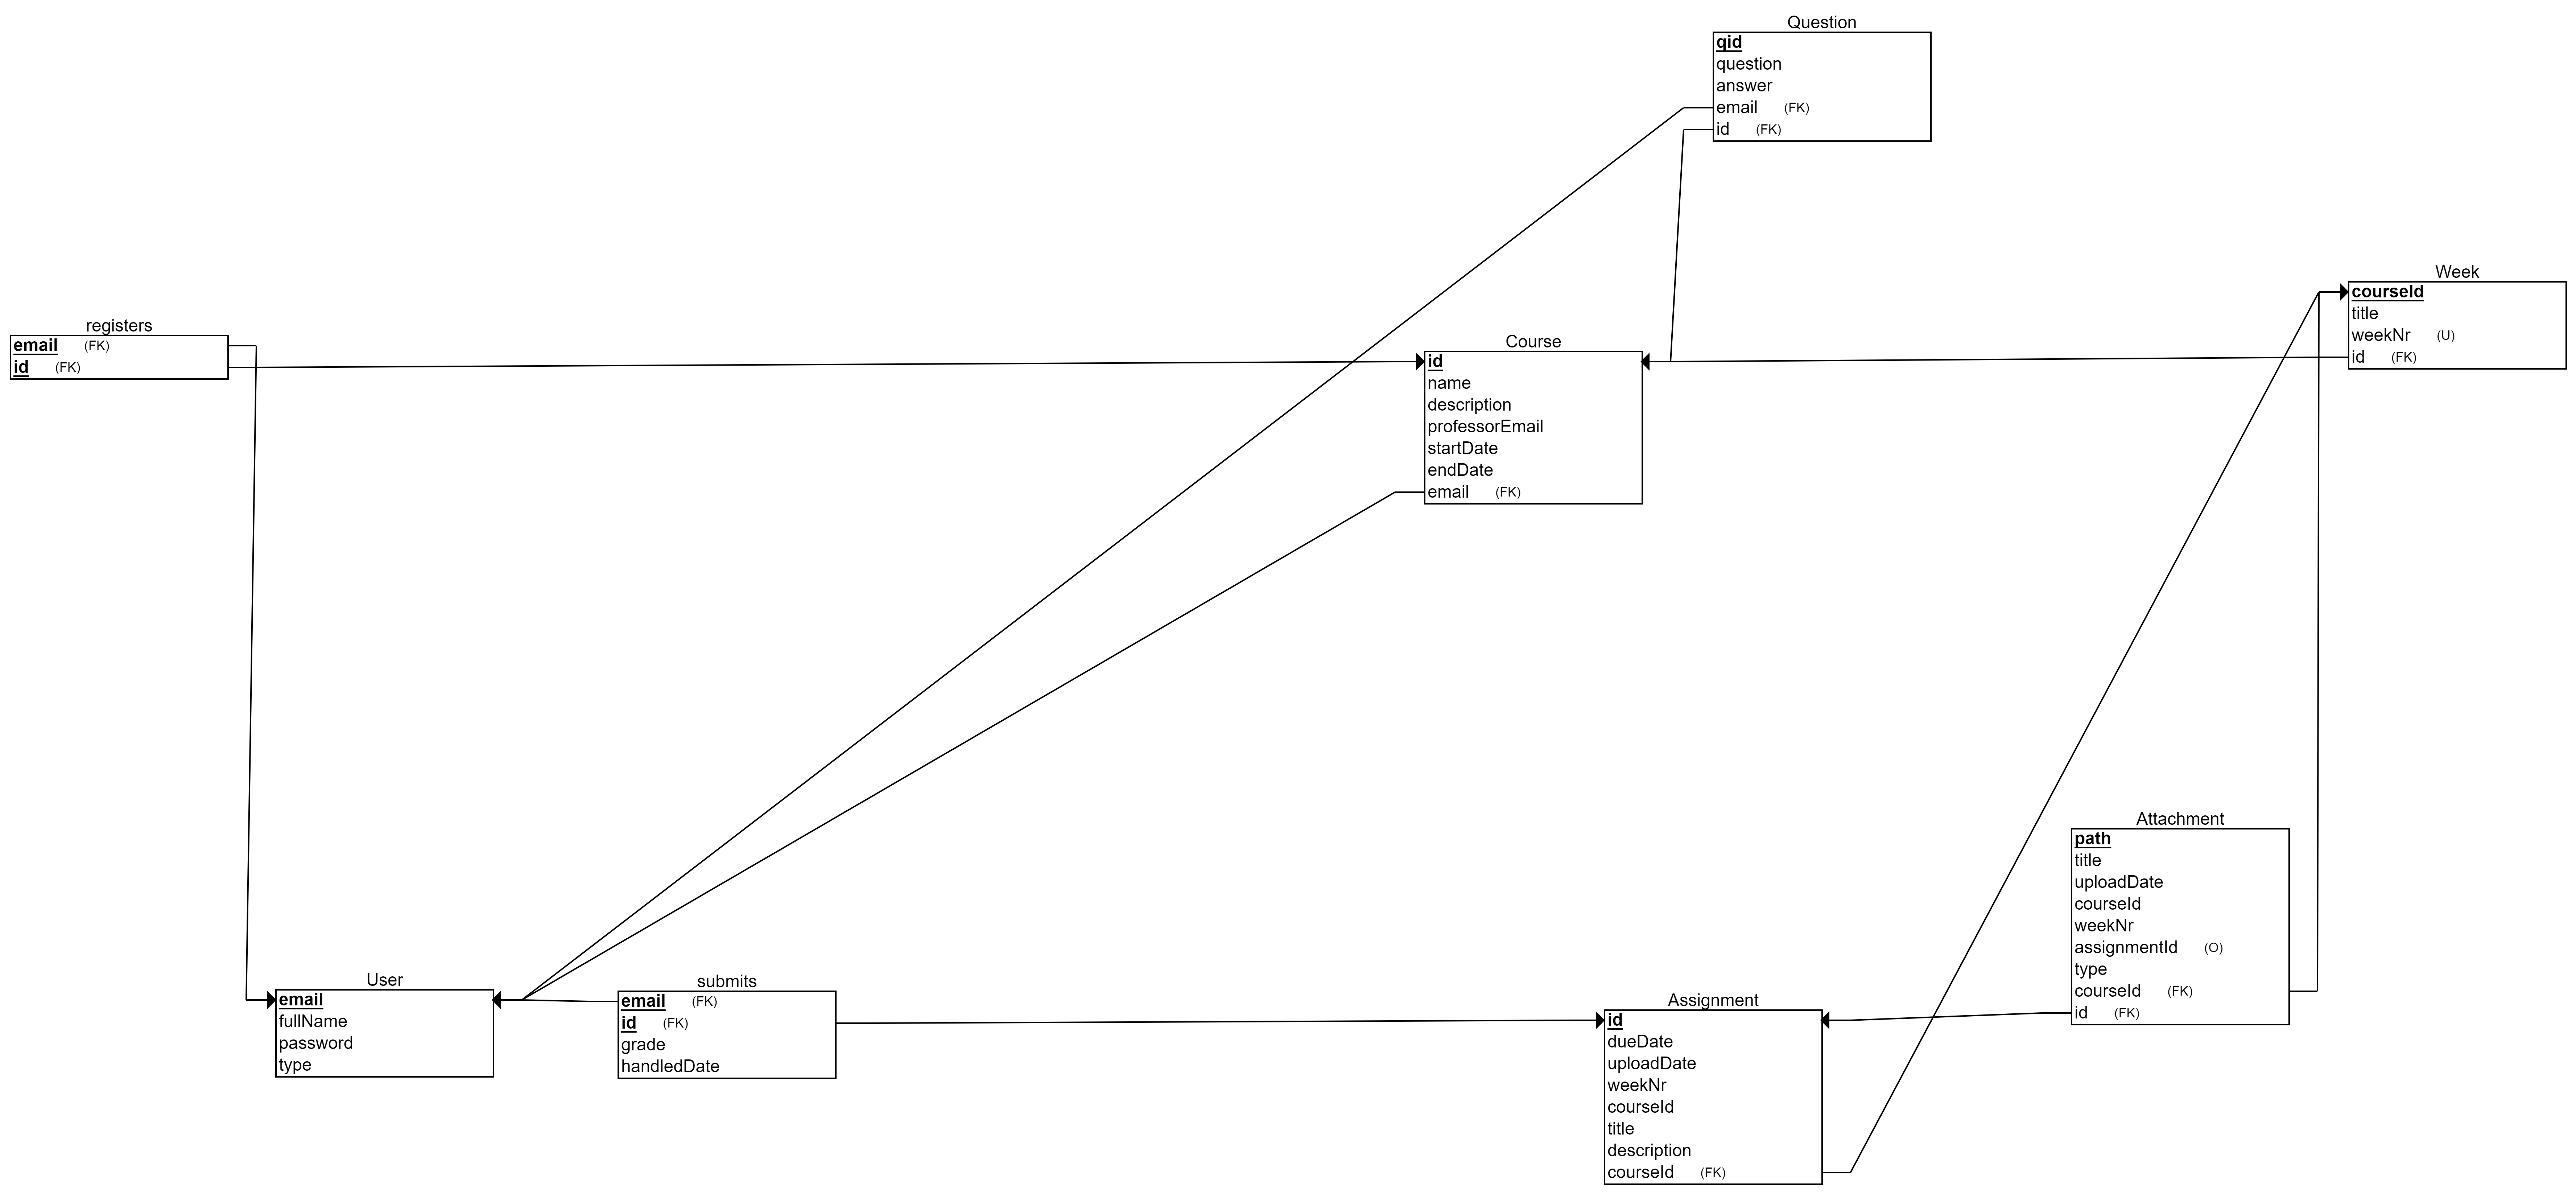 Question
qid
question
answer
email (FK)
id (FK)
Week
courseId
title
weekNr (U)
id (FK)
registers
email (FK)
id (FK)
Course
id
name
description
professorEmail
startDate
endDate
email (FK)
Attachment
path
title
uploadDate
courseId
weekNr
assignmentId (O)
type
courseId (FK)
id (FK)
User
email
fullName
password
type
submits
email (FK)
id (FK)
grade
handledDate
Assignment
id
dueDate
uploadDate
weekNr
courseId
title
description
courseId (FK)